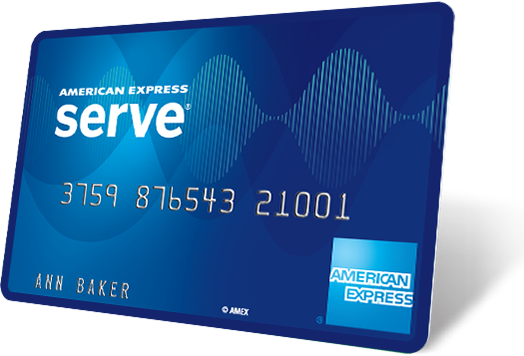 AMERICAN EXPRESS
serve®
3759 876543 21001
AMERICAN EXPRESS
ANN BAKER
© AMEX
®